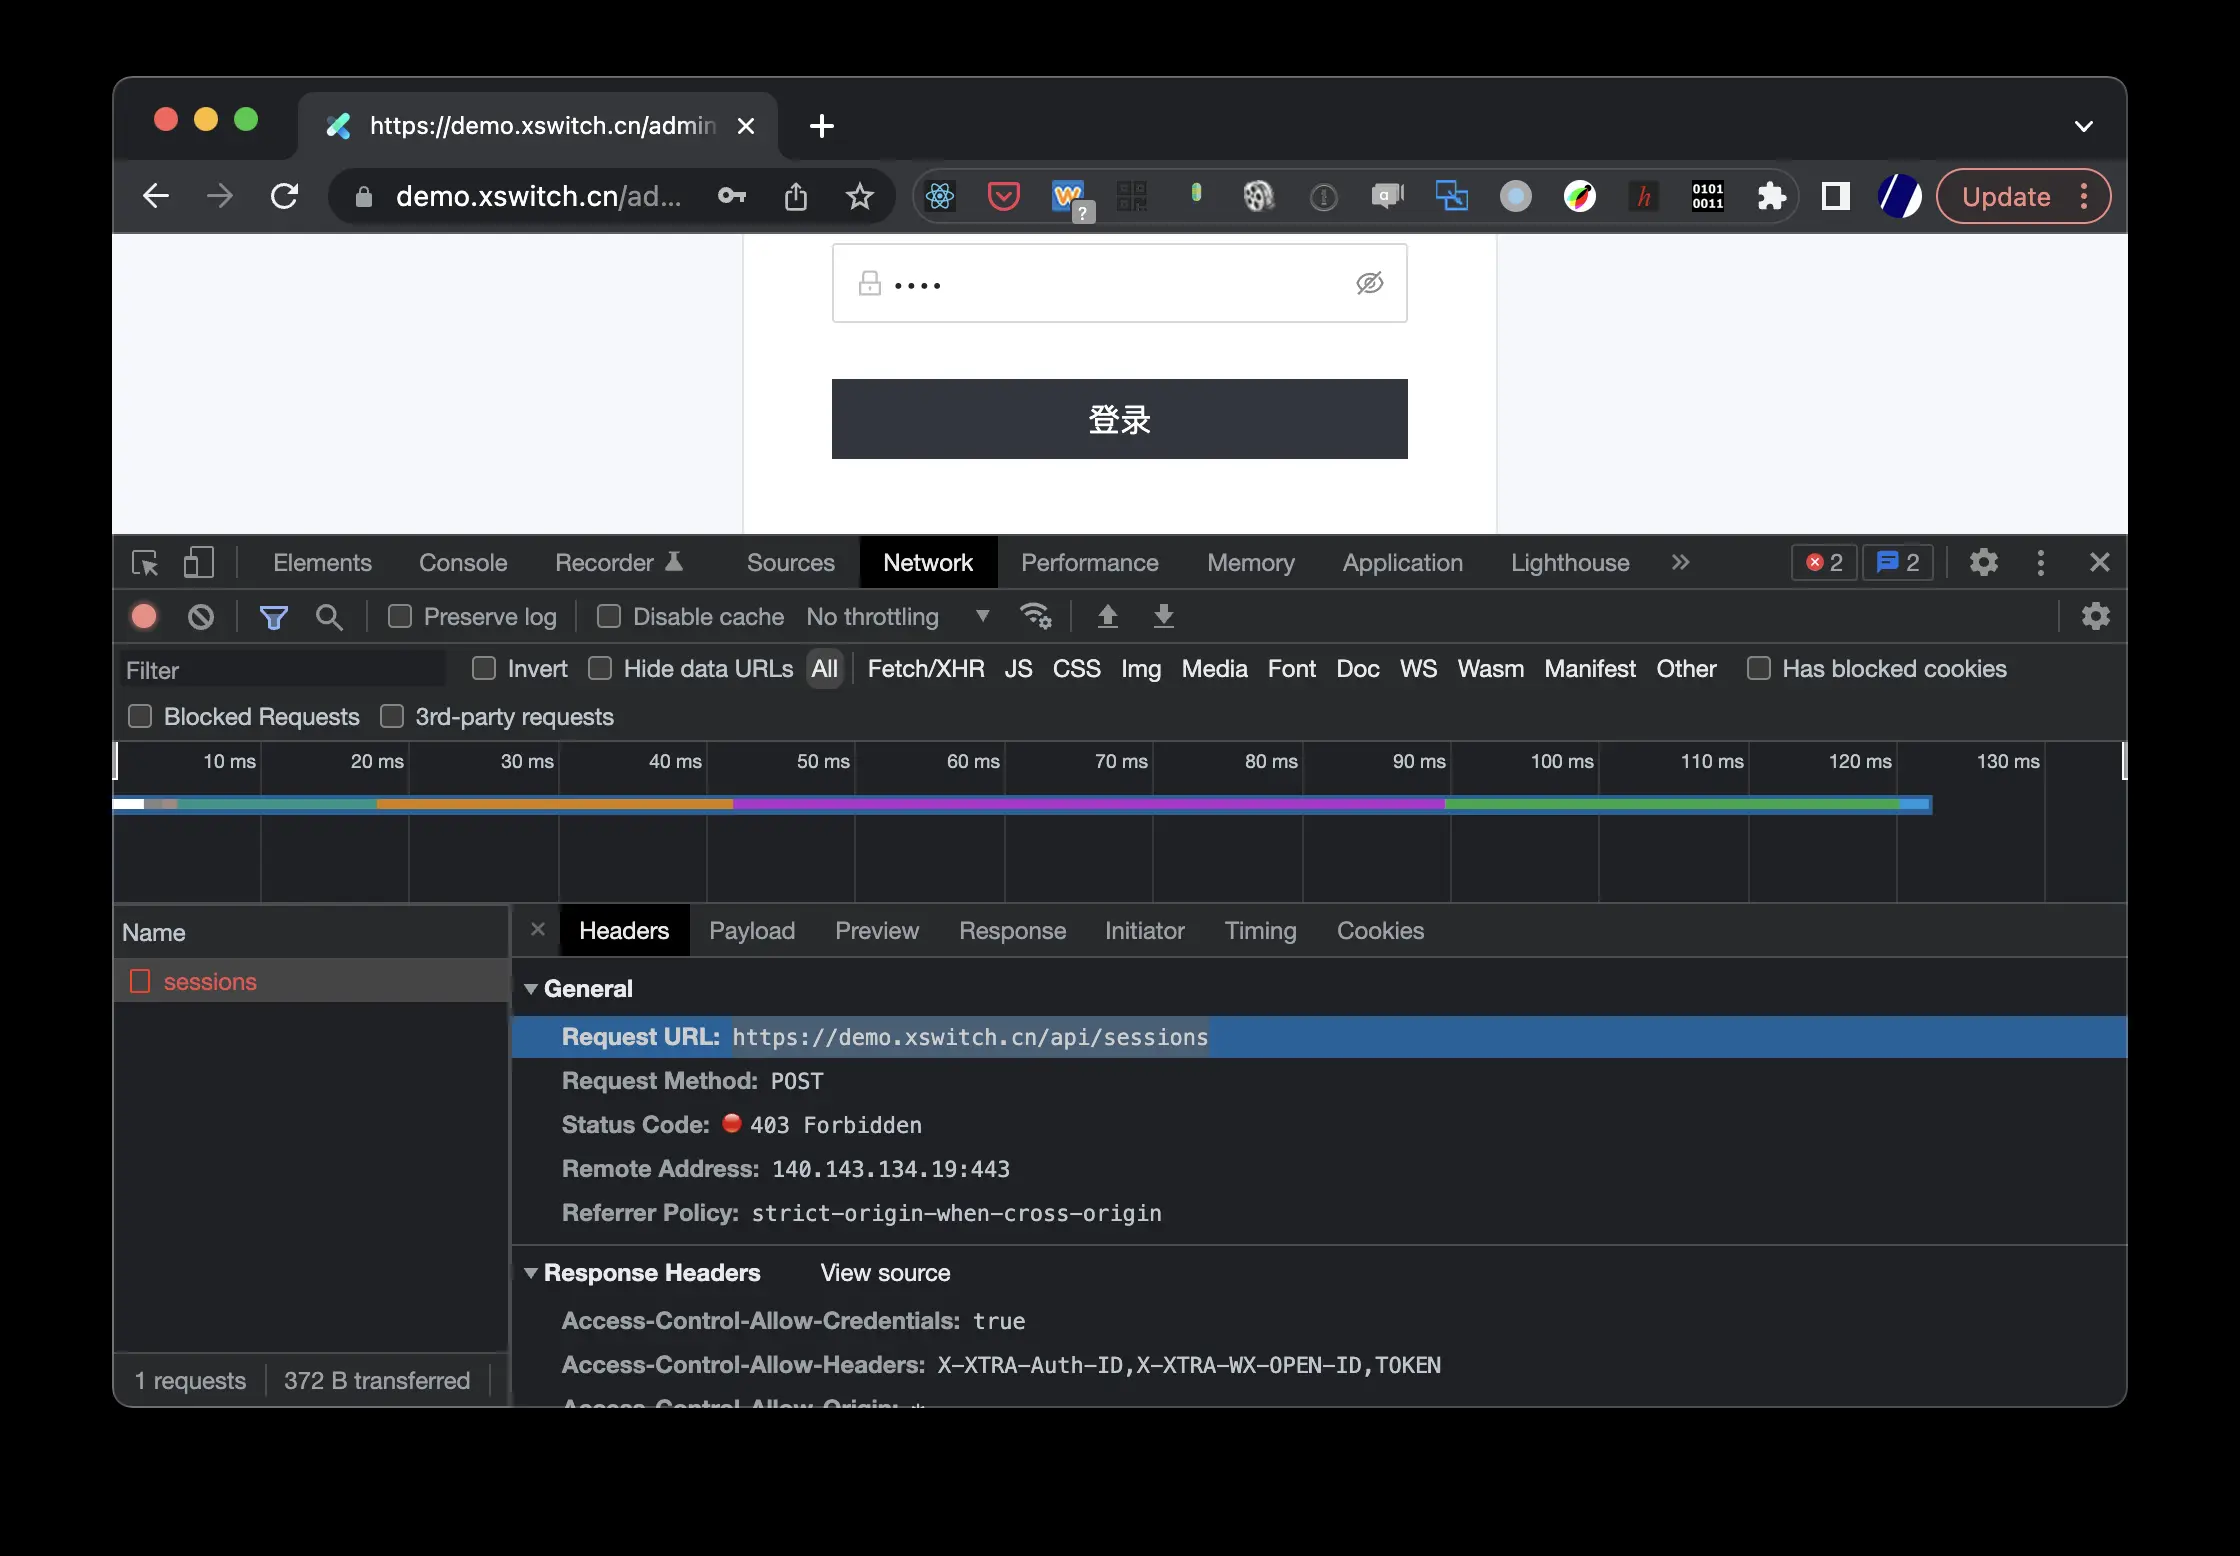 https://demo.xswitch.cn/admin
demo.xswitch.cn/ad...
Update
••••
登录
Elements Console Recorder Sources Network Performance Memory Application Lighthouse 2 2
Preserve log Disable cache No throttling
Filter Invert Hide data URLs All Fetch/XHR JS CSS Img Media Font Doc WS Wasm Manifest Other Has blocked cookies
Blocked Requests 3rd-party requests
10 ms 20 ms 30 ms 40 ms 50 ms 60 ms 70 ms 80 ms 90 ms 100 ms 110 ms 120 ms 130 ms
Name
sessions
1 requests 372 B transferred
Headers Payload Preview Response Initiator Timing Cookies
General
Request URL: https://demo.xswitch.cn/api/sessions
Request Method: POST
Status Code: 403 Forbidden
Remote Address: 140.143.134.19:443
Referrer Policy: strict-origin-when-cross-origin
Response Headers View source
Access-Control-Allow-Credentials: true
Access-Control-Allow-Headers: X-XTRA-Auth-ID,X-XTRA-WX-OPEN-ID,TOKEN
Access-Control-Allow-Origin: *